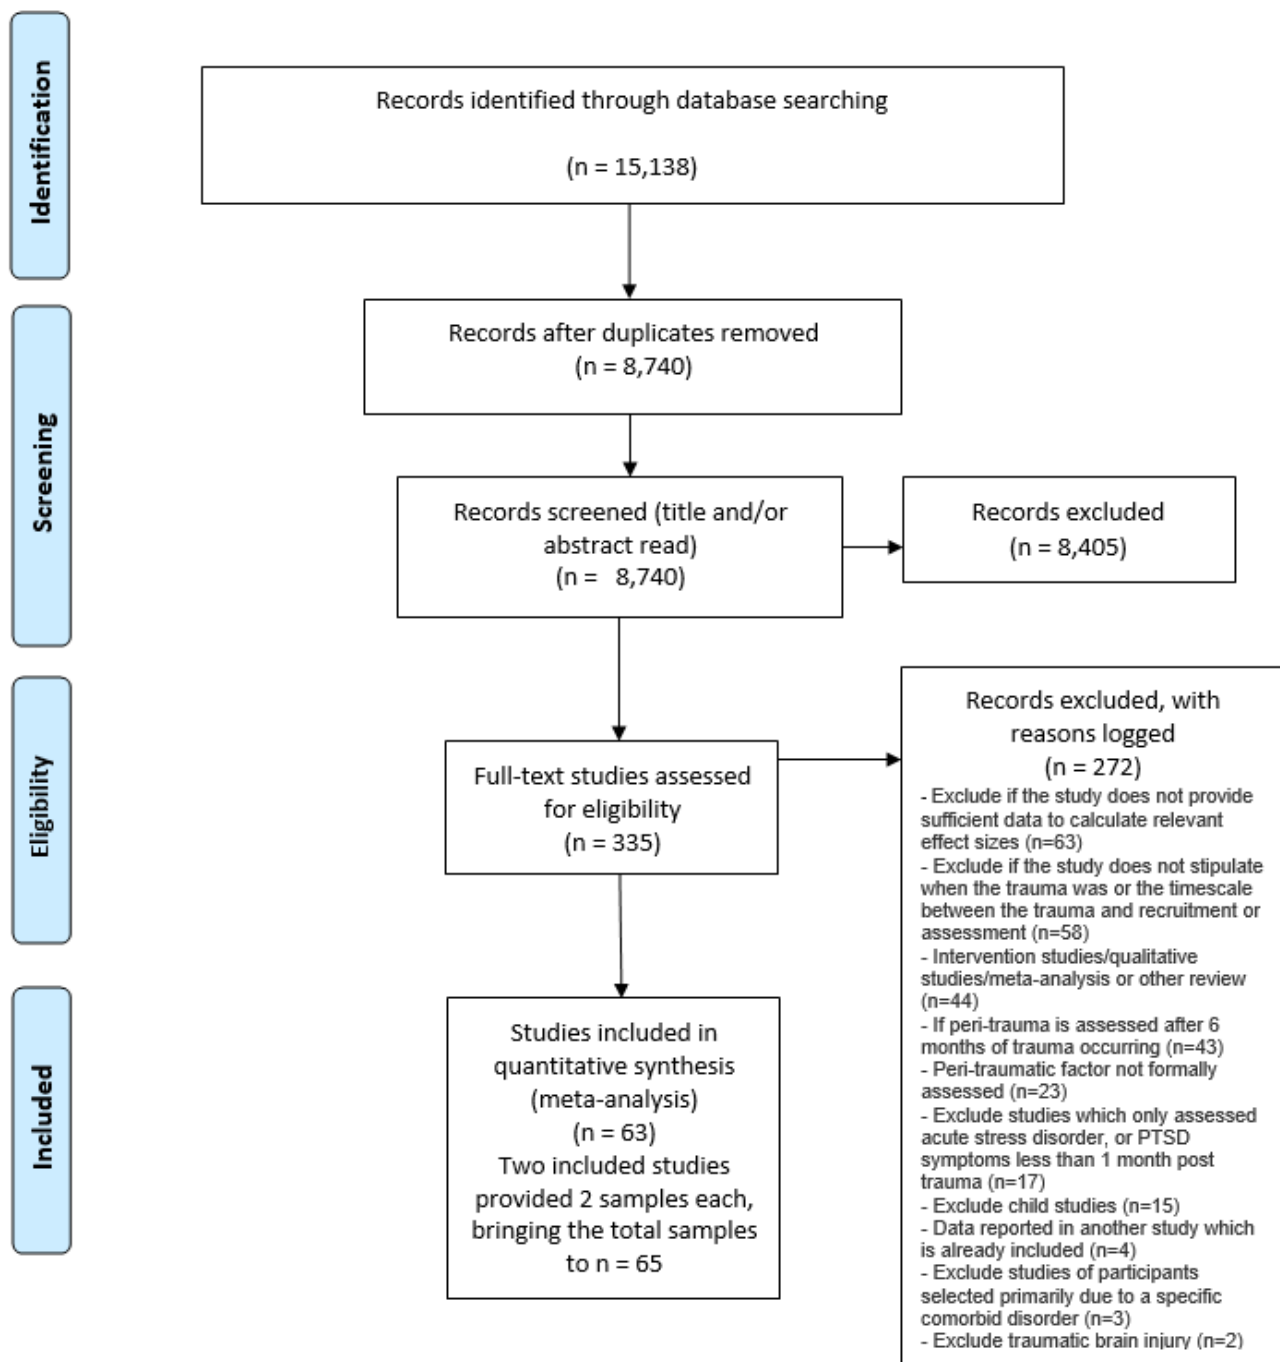 Identification
Records identified through database searching
(n = 15,138)
Screening
Records after duplicates removed
(n = 8,740)
Records screened (title and/or
abstract read)
(n =   8,740)
Records excluded
(n = 8,405)
Eligibility
Full-text studies assessed
for eligibility
(n = 335)
Records excluded, with
reasons logged
(n = 272)
- Exclude if the study does not provide
sufficient data to calculate relevant
effect sizes (n=63)
- Exclude if the study does not stipulate
when the trauma was or the timescale
between the trauma and recruitment or
assessment (n=58)
- Intervention studies/qualitative
studies/meta-analysis or other review
(n=44)
- If peri-trauma is assessed after 6
months of trauma occurring (n=43)
- Peri-traumatic factor not formally
assessed (n=23)
- Exclude studies which only assessed
acute stress disorder, or PTSD
symptoms less than 1 month post
trauma (n=17)
- Exclude child studies (n=15)
- Data reported in another study which
is already included (n=4)
- Exclude studies of participants
selected primarily due to a specific
comorbid disorder (n=3)
- Exclude traumatic brain injury (n=2)
Included
Studies included in
quantitative synthesis
(meta-analysis)
(n = 63)
Two included studies
provided 2 samples each,
bringing the total samples
to n = 65